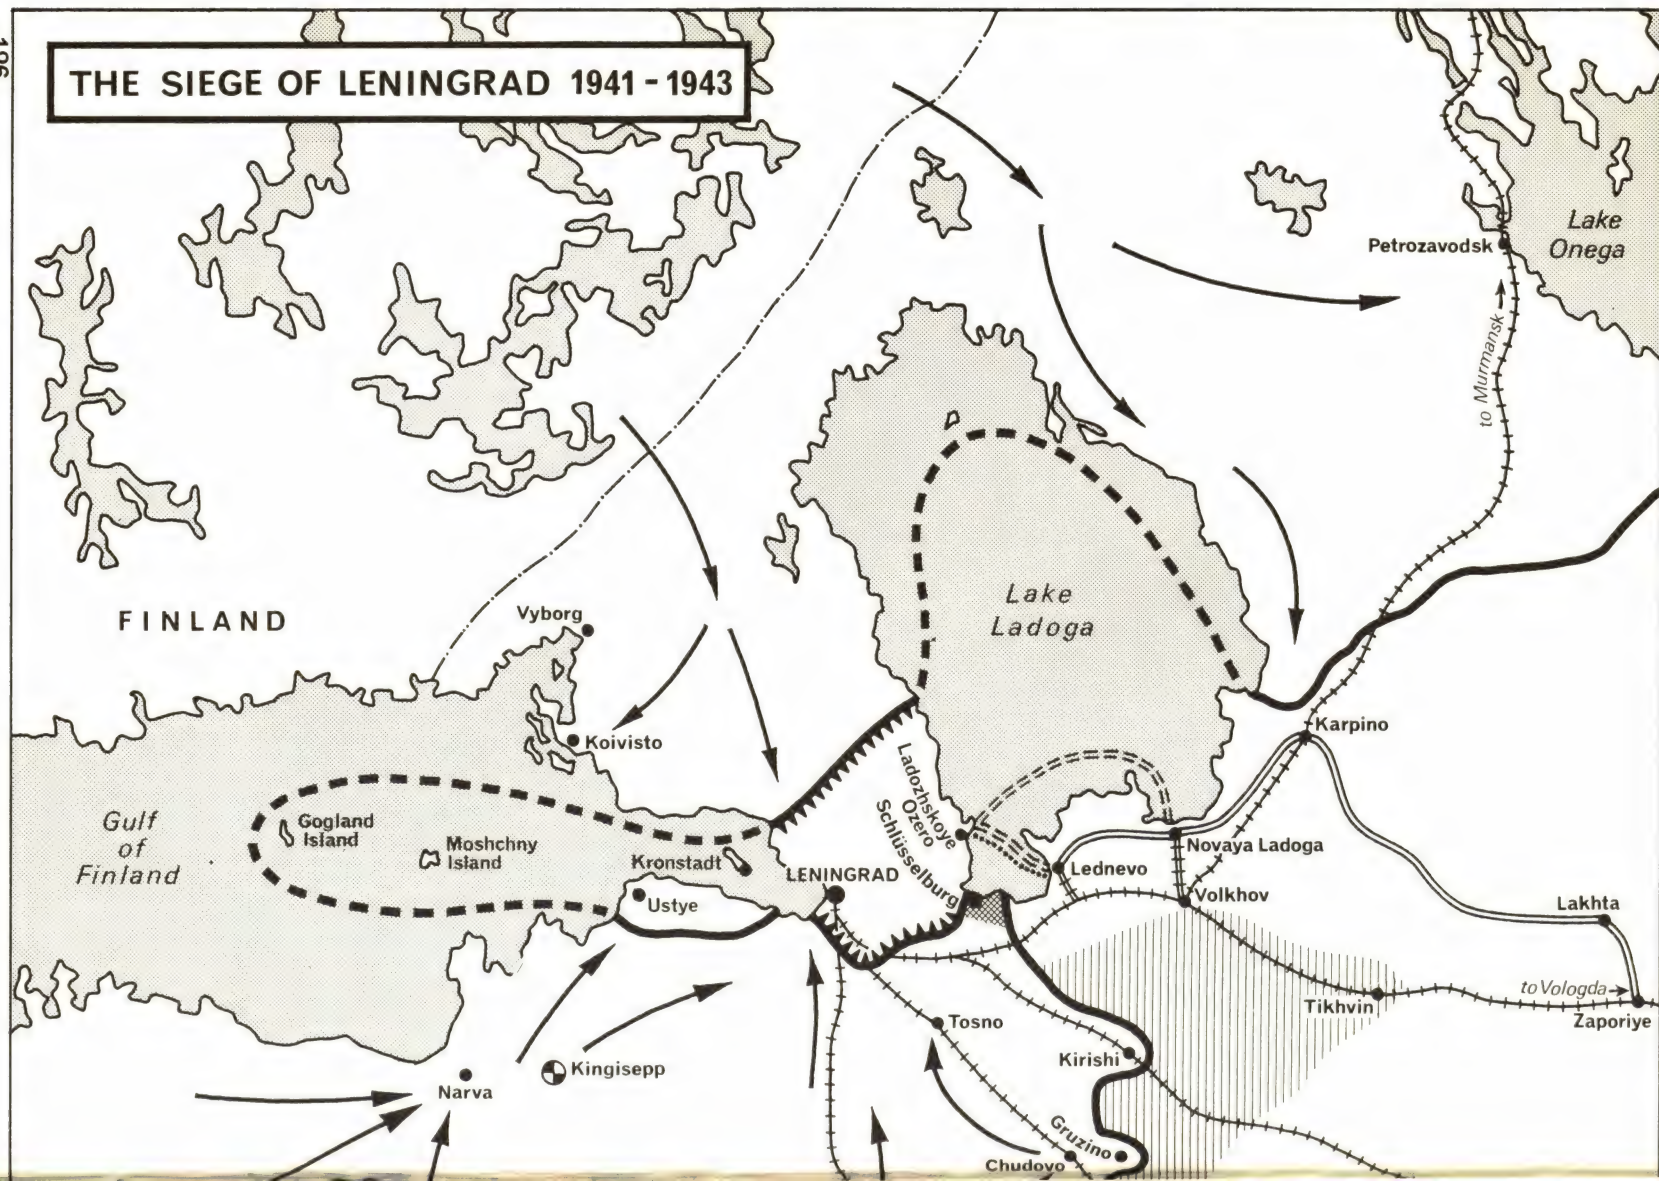 196
THE SIEGE OF LENINGRAD 1941-1943
Lake
Onega
Petrozavodsk
to Murmansk
Lake
Ladoga
FINLAND
Vyborg
Koivisto
Karpino
Gulf
of
Finland
Gogland
Island
Moshchny
Island
Kronstadt
Ustye
LENINGRAD
Ladozhskoye
Ozero
Schlüsselburg
Lednevo
Novaya Ladoga
Volkhov
Lakhta
to Vologda
Zaporiye
Tikhvin
Tosno
Kirishi
Kingisepp
Narva
Gruzino
Chudovo